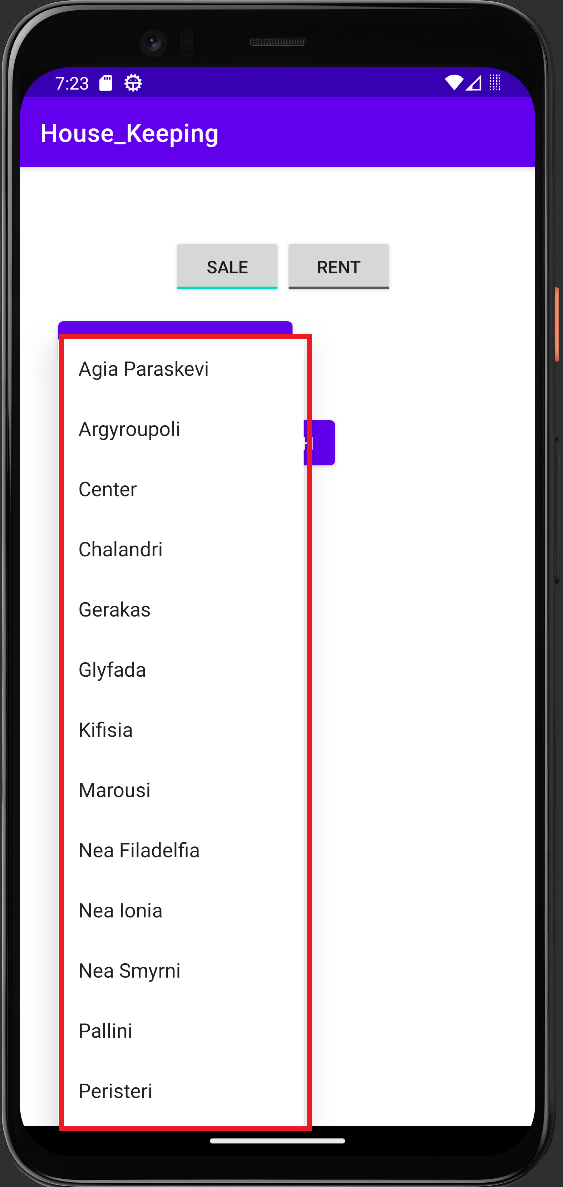 7:23
House_Keeping
SALE
RENT
Agia Paraskevi
Argyroupoli
Center
Chalandri
Gerakas
Glyfada
Kifisia
Marousi
Nea Filadelfia
Nea Ionia
Nea Smyrni
Pallini
Peristeri